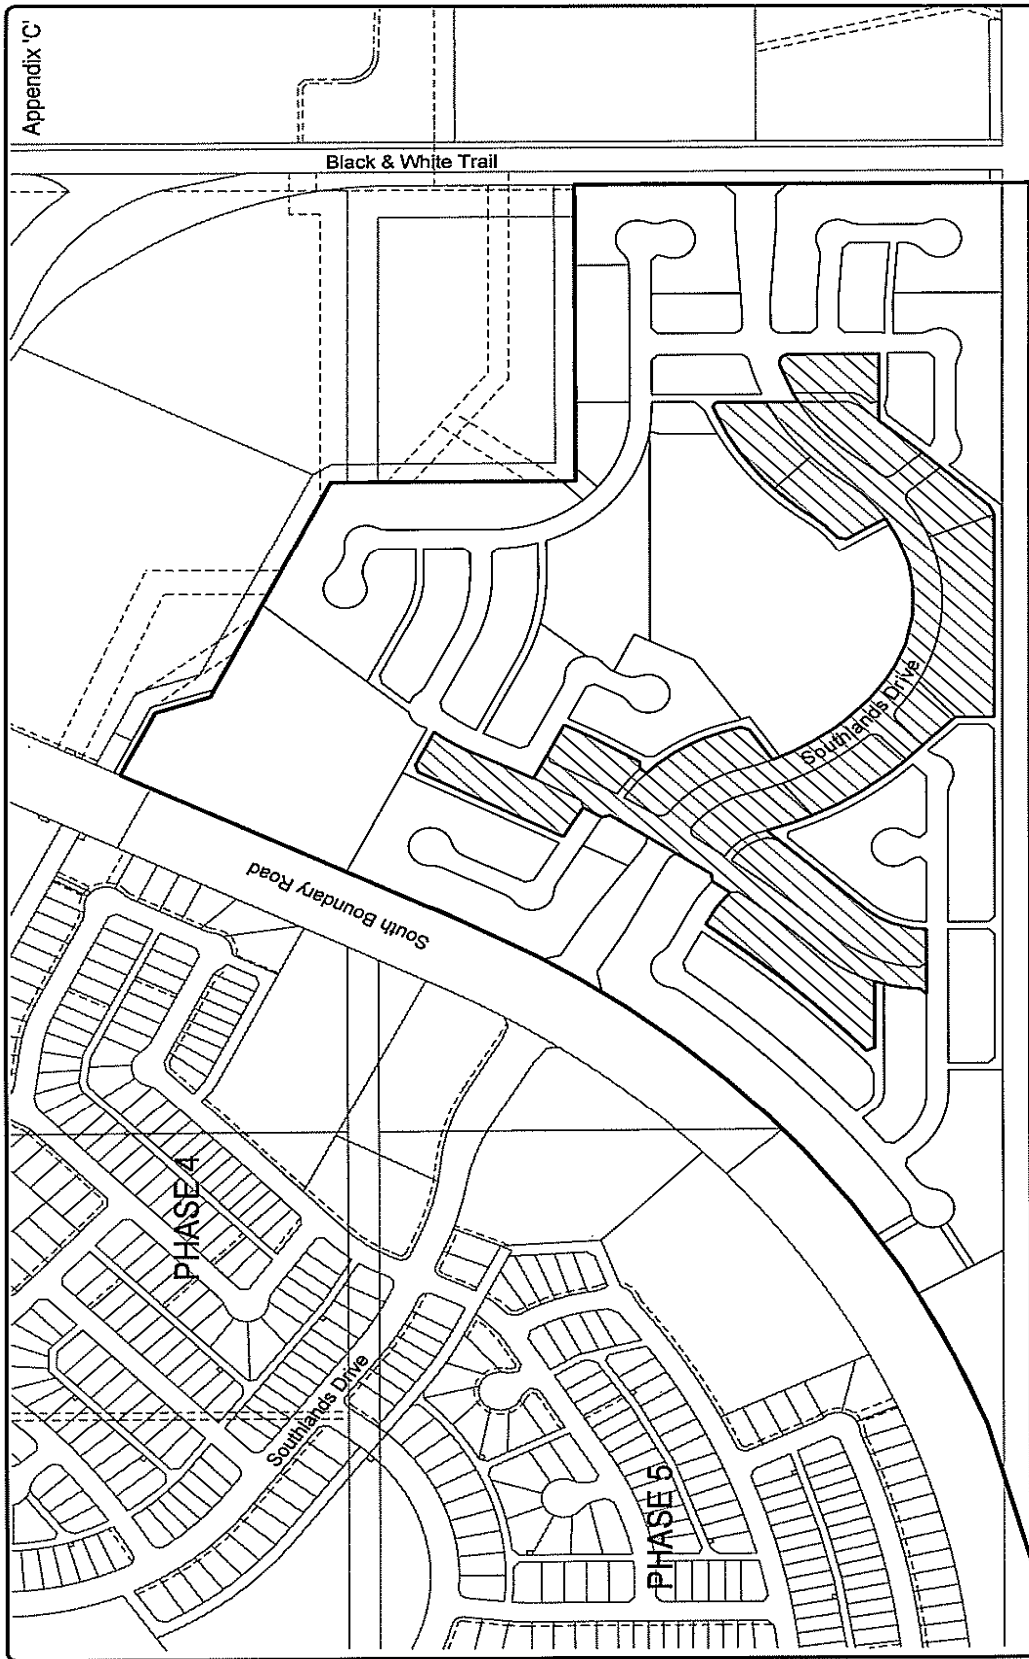 Appendix 'C'
Black & White Trail
Southlands Drive
South Boundary Road
PHASE 4
Southlands Drive
PHASE 5